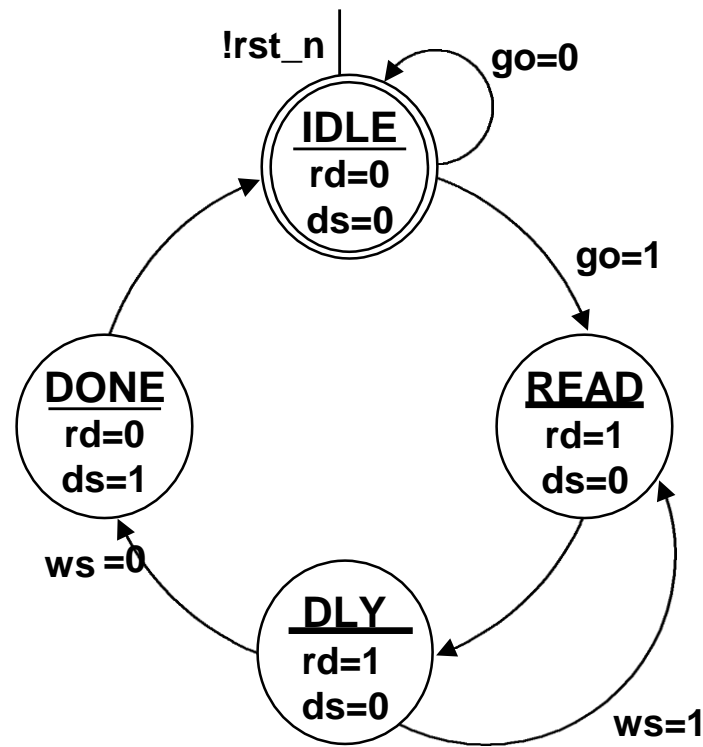 !rst_n
go=0
IDLE
rd=0
ds=0
go=1
DONE
rd=0
ds=1
READ
rd=1
ds=0
ws =0
DLY
rd=1
ds=0
ws=1